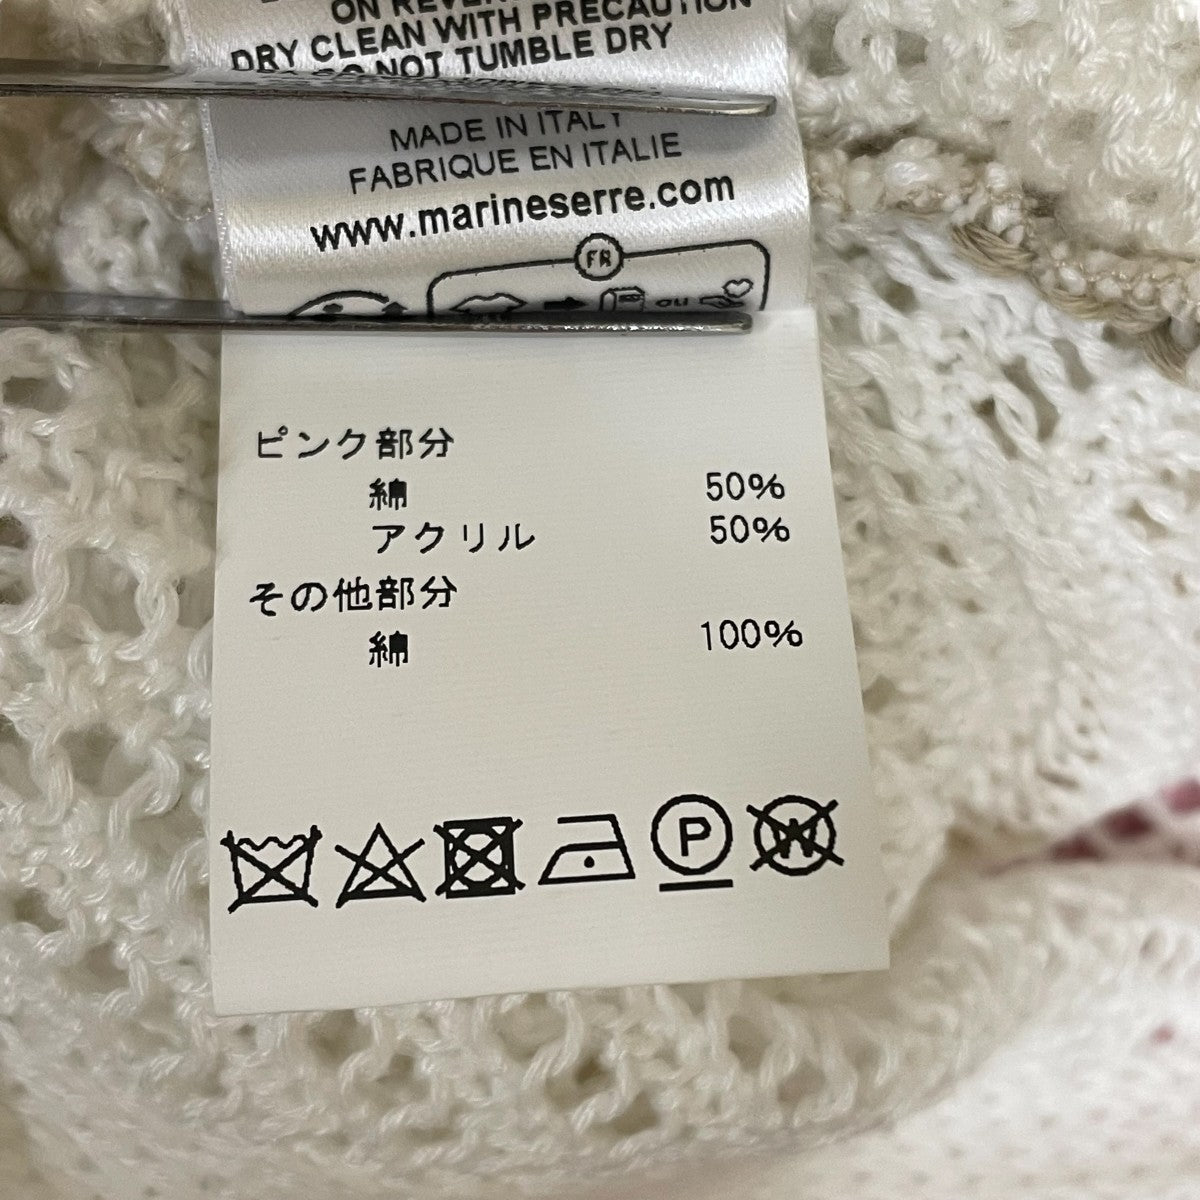 ON
DRY CLEAN WITH PRECAUTION
DO NOT TUMBLE DRY
MADE IN ITALY
FABRIQUE EN ITALIE
www.marineserre.com
FR
OU
ピンク部分
綿 50%
アクリル 50%
その他部分
綿 100%
P
W